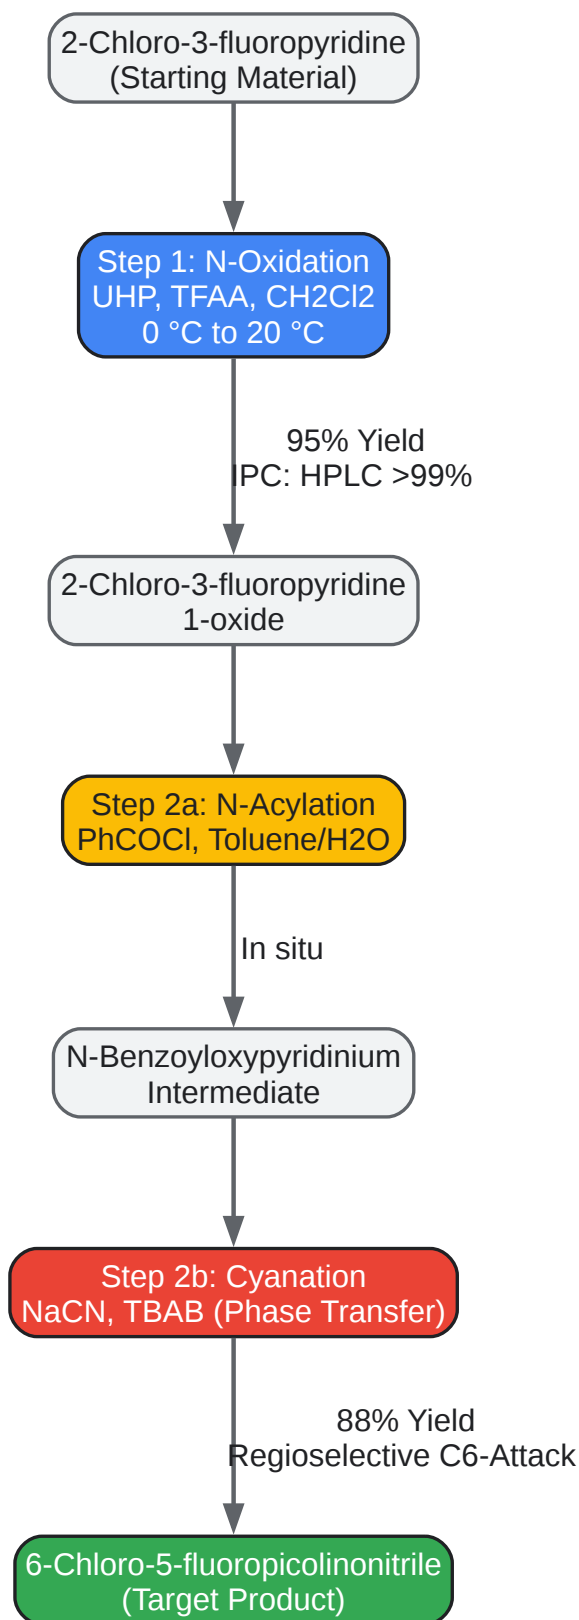 2-Chloro-3-fluoropyridine
(Starting Material)
Step 1: N-Oxidation
UHP, TFAA, CH2Cl2
0 °C to 20 °C
95% Yield
IPC: HPLC >99%
2-Chloro-3-fluoropyridine
1-oxide
Step 2a: N-Acylation
PhCOCl, Toluene/H2O
In situ
N-Benzoyloxypyridinium
Intermediate
Step 2b: Cyanation
NaCN, TBAB (Phase Transfer)
88% Yield
Regioselective C6-Attack
6-Chloro-5-fluoropicolinonitrile
(Target Product)